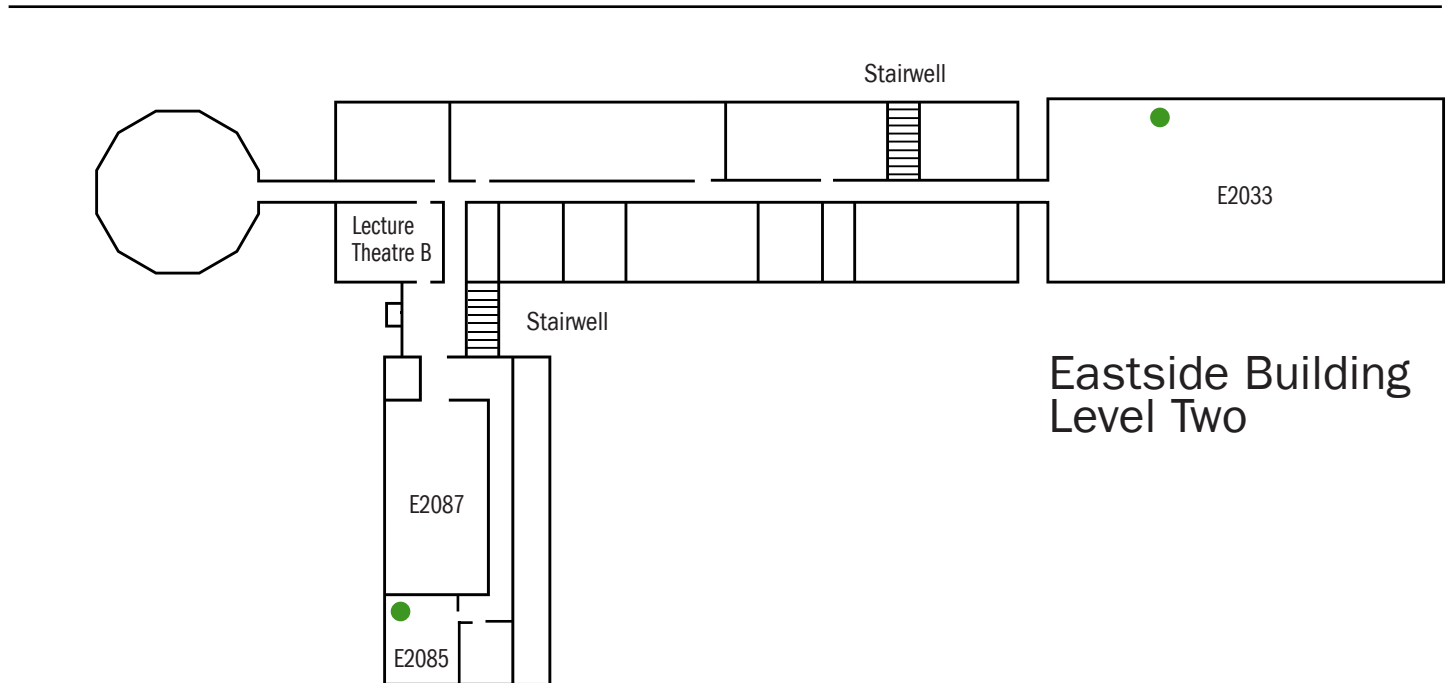 Stairwell
E2033
Lecture
Theatre B
Stairwell
Eastside Building
Level Two
E2087
E2085